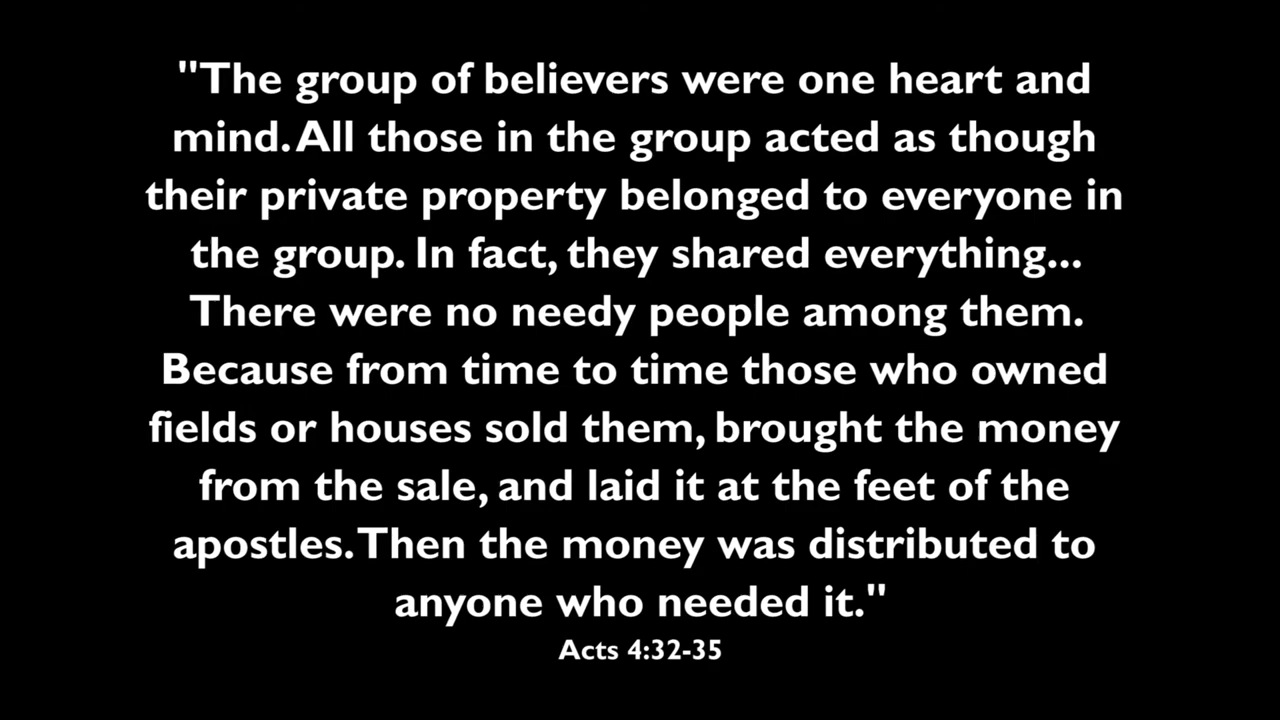 "The group of believers were one heart and
mind. All those in the group acted as though
their private property belonged to everyone in
the group. In fact, they shared everything...
There were no needy people among them.
Because from time to time those who owned
fields or houses sold them, brought the money
from the sale, and laid it at the feet of the
apostles. Then the money was distributed to
anyone who needed it."
Acts 4:32-35